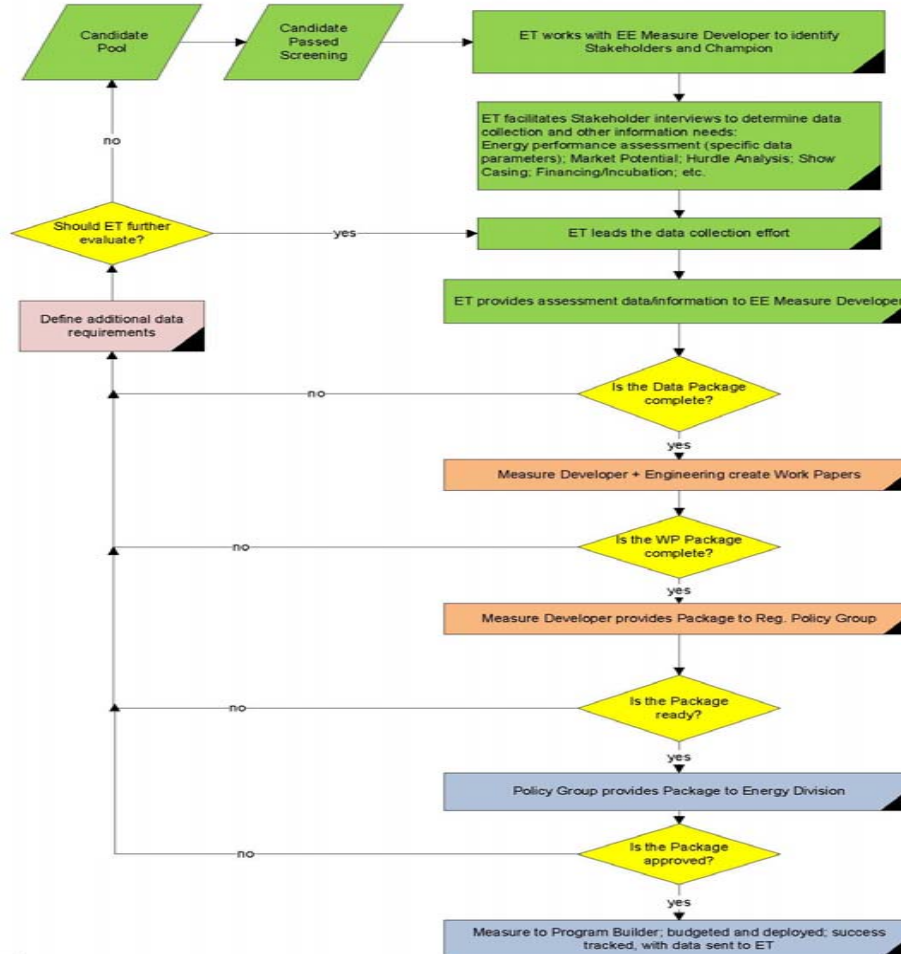 Candidate
Pool
Candidate
Passed
Screening
ET works with EE Measure Developer to identify
Stakeholders and Champion
ET facilitates Stakeholder interviews to determine data
collection and other information needs:
Energy performance assessment (specific data
parameters); Market Potential; Hurdle Analysis; Show
Casing; Financing/Incubation; etc.
no
Should ET further
evaluate?
yes
ET leads the data collection effort
Define additional data
requirements
ET provides assessment data/information to EE Measure Developer
Is the Data Package
complete?
no
yes
Measure Developer + Engineering create Work Papers
Is the WP Package
complete?
no
yes
Measure Developer provides Package to Reg. Policy Group
Is the Package
ready?
no
yes
Policy Group provides Package to Energy Division
Is the Package
approved?
no
yes
Measure to Program Builder; budgeted and deployed; success
tracked, with data sent to ET